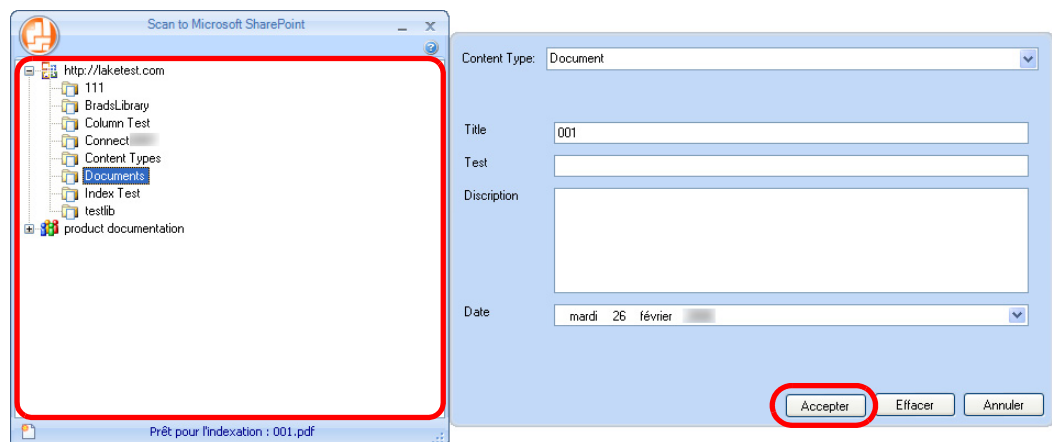 Scan to Microsoft SharePoint
http://laketest.com
111
BradsLibrary
Column Test
Connect
Content Types
Documents
Index Test
testlib
product documentation
Prêt pour l'indexation : 001.pdf
Content Type: Document
Title 001
Test
Discription
Date mardi 26 février
Accepter Effacer Annuler